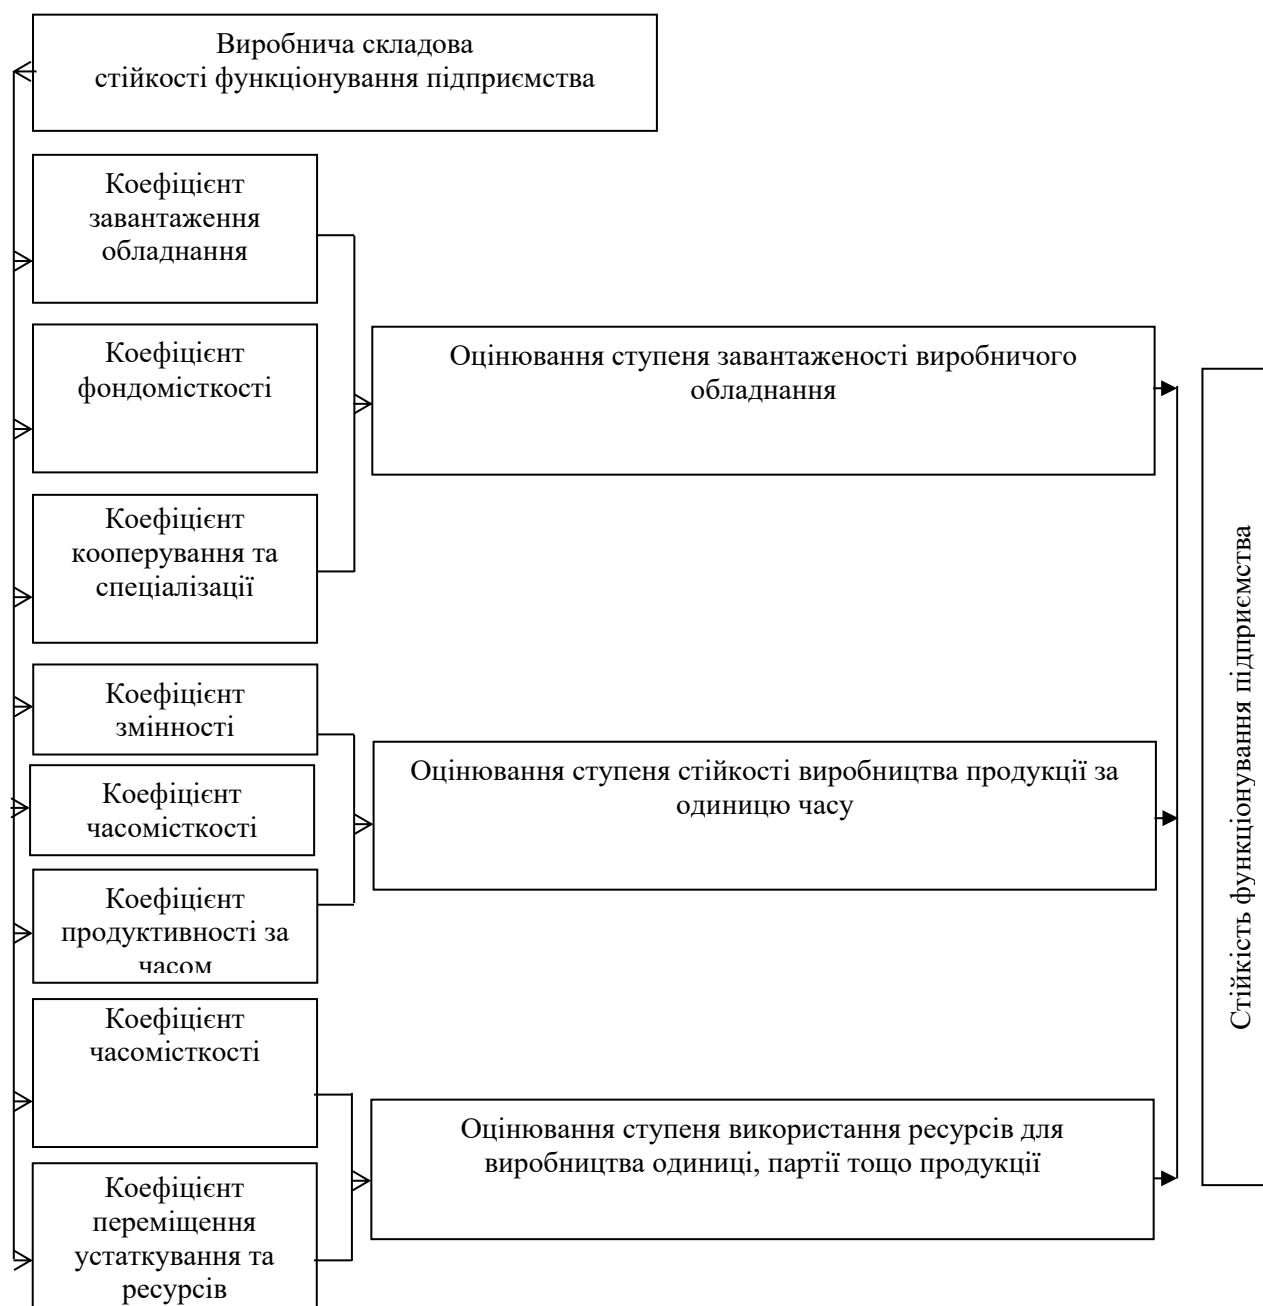 Виробнича складова
стійкості функціонування підприємства
Коефіцієнт
завантаження
обладнання
Коефіцієнт
фондомісткості
Коефіцієнт
кооперування та
спеціалізації
Оцінювання ступеня завантаженості виробничого
обладнання
Коефіцієнт
змінності
Коефіцієнт
часомісткості
Коефіцієнт
продуктивності за
часом
Оцінювання ступеня стійкості виробництва продукції за
одиницю часу
Коефіцієнт
часомісткості
Коефіцієнт
переміщення
устаткування та
ресурсів
Оцінювання ступеня використання ресурсів для
виробництва одиниці, партії тощо продукції
Стійкість функціонування підприємства